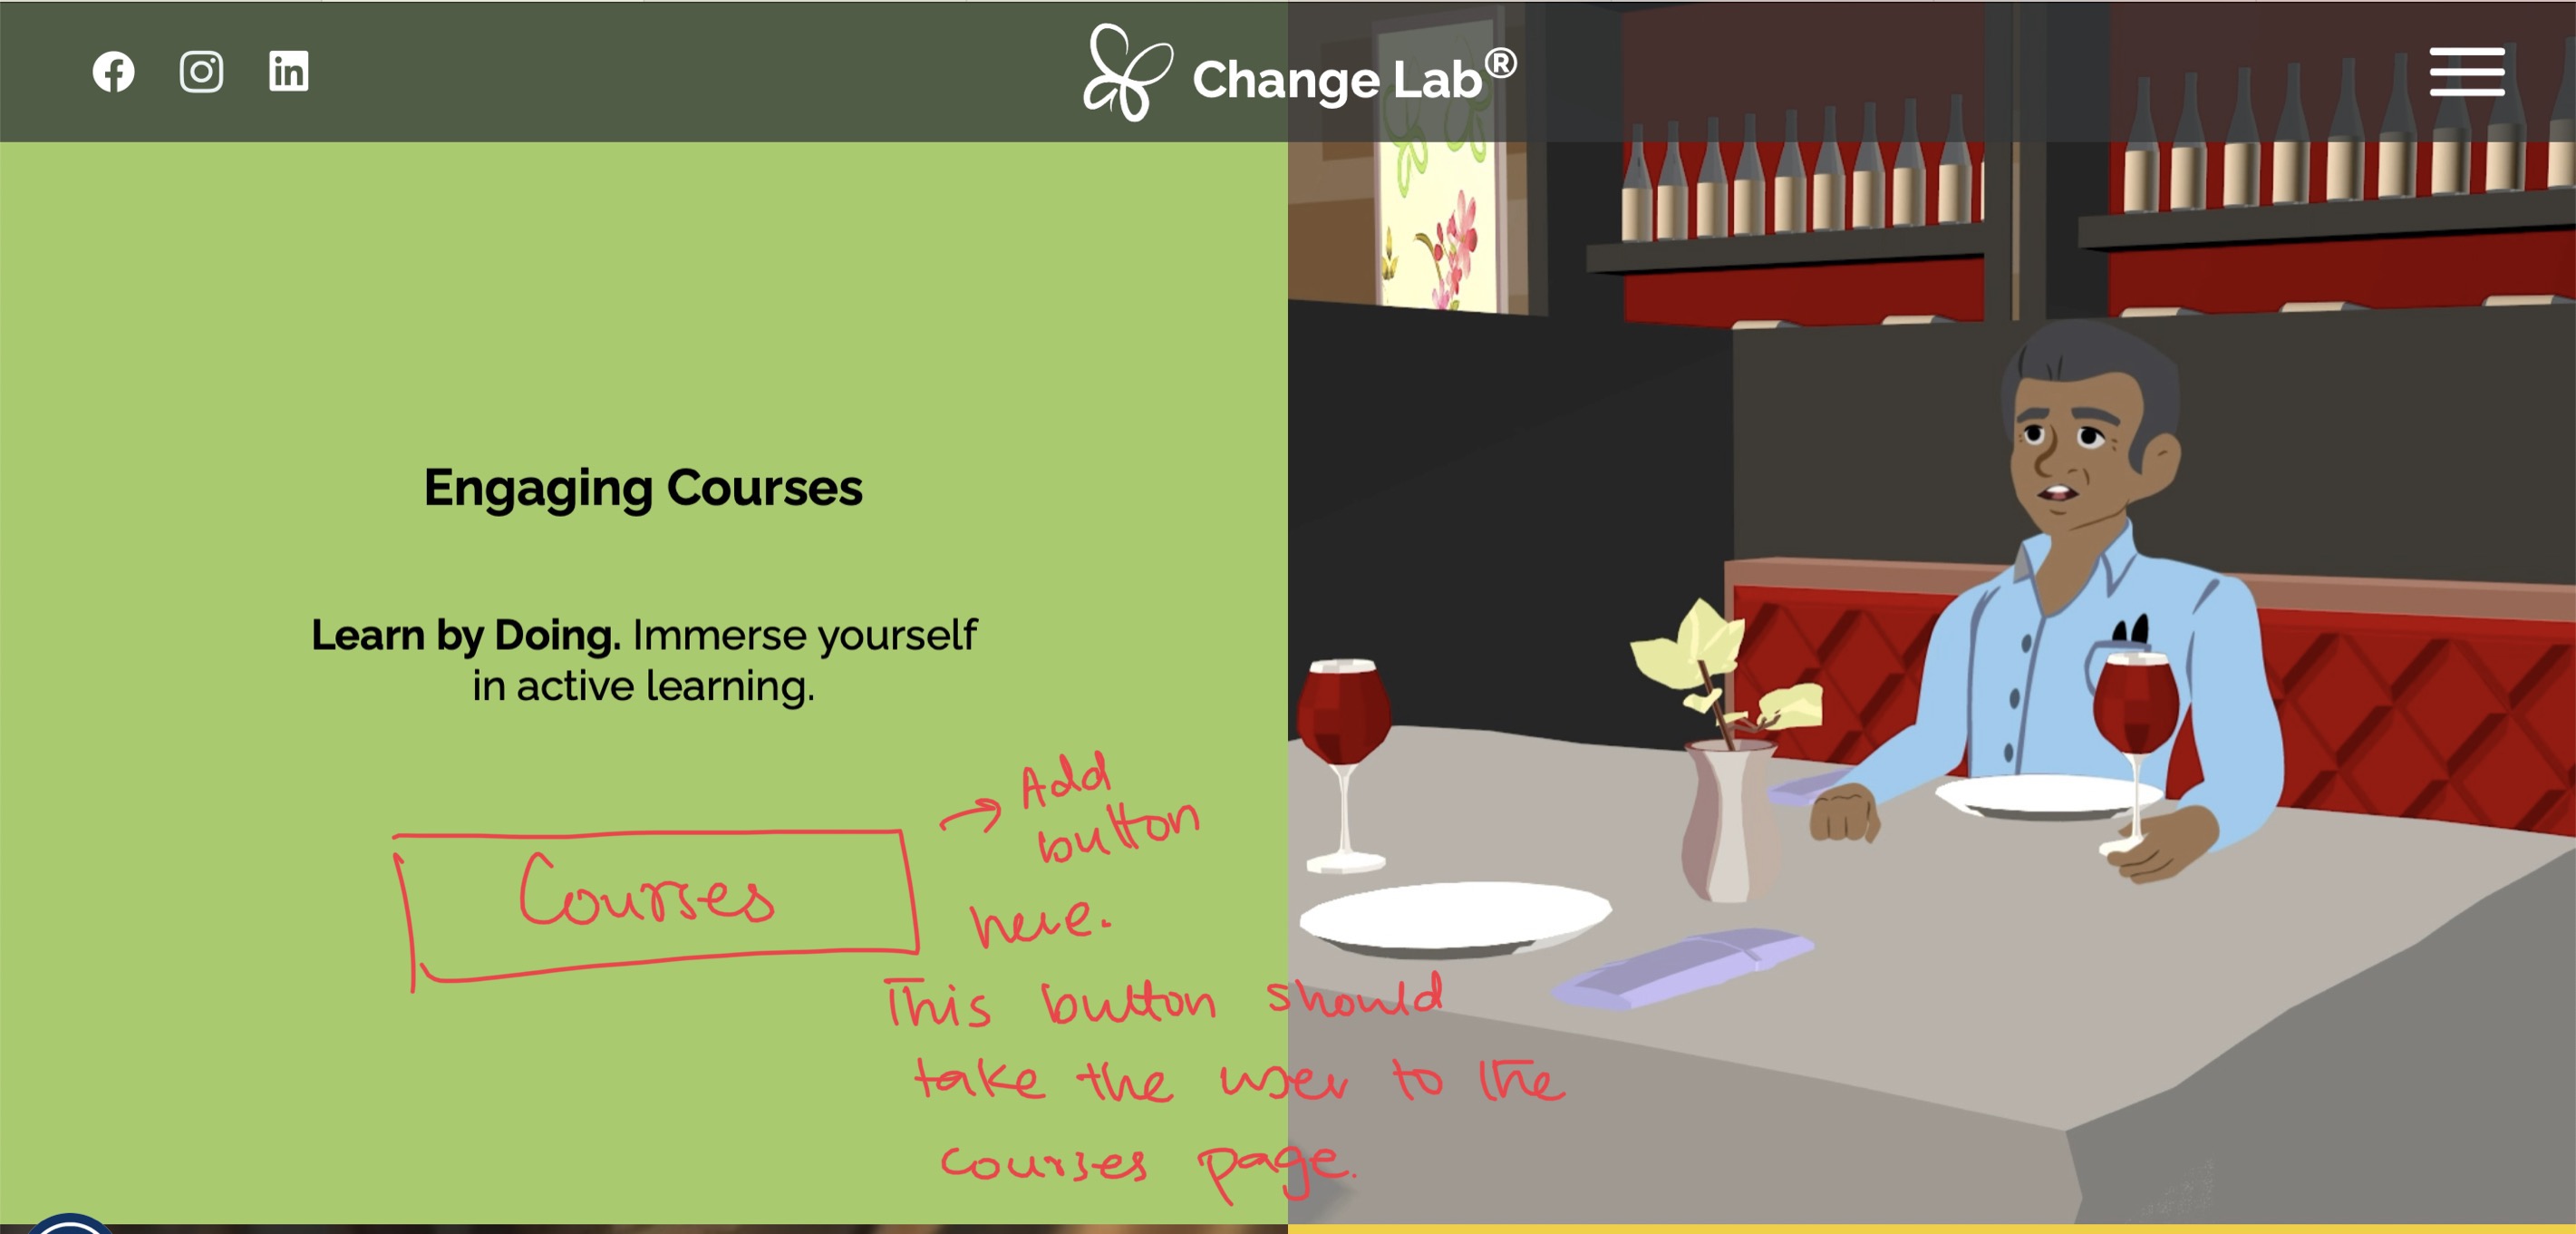 Change Lab®
Engaging Courses
Learn by Doing. Immerse yourself
in active learning.
Courses
→ Add
button
here.
This button should
take the user to the
courses page.